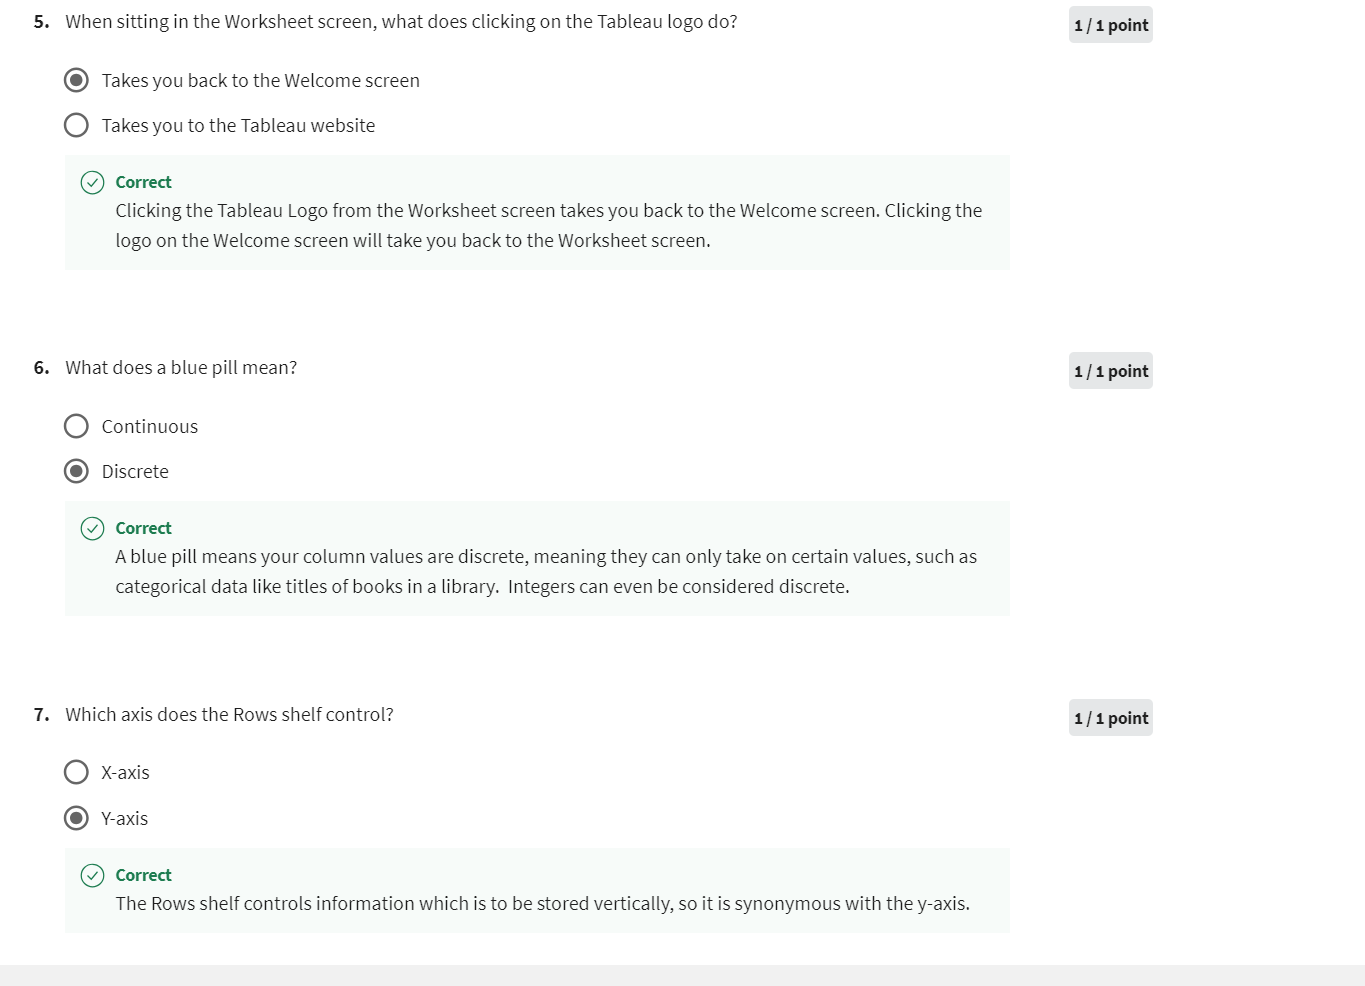 5. When sitting in the Worksheet screen, what does clicking on the Tableau logo do?
1 / 1 point
Takes you back to the Welcome screen
Takes you to the Tableau website
Correct
Clicking the Tableau Logo from the Worksheet screen takes you back to the Welcome screen. Clicking the
logo on the Welcome screen will take you back to the Worksheet screen.
6. What does a blue pill mean?
1 / 1 point
Continuous
Discrete
Correct
A blue pill means your column values are discrete, meaning they can only take on certain values, such as
categorical data like titles of books in a library.  Integers can even be considered discrete.
7. Which axis does the Rows shelf control?
1 / 1 point
X-axis
Y-axis
Correct
The Rows shelf controls information which is to be stored vertically, so it is synonymous with the y-axis.